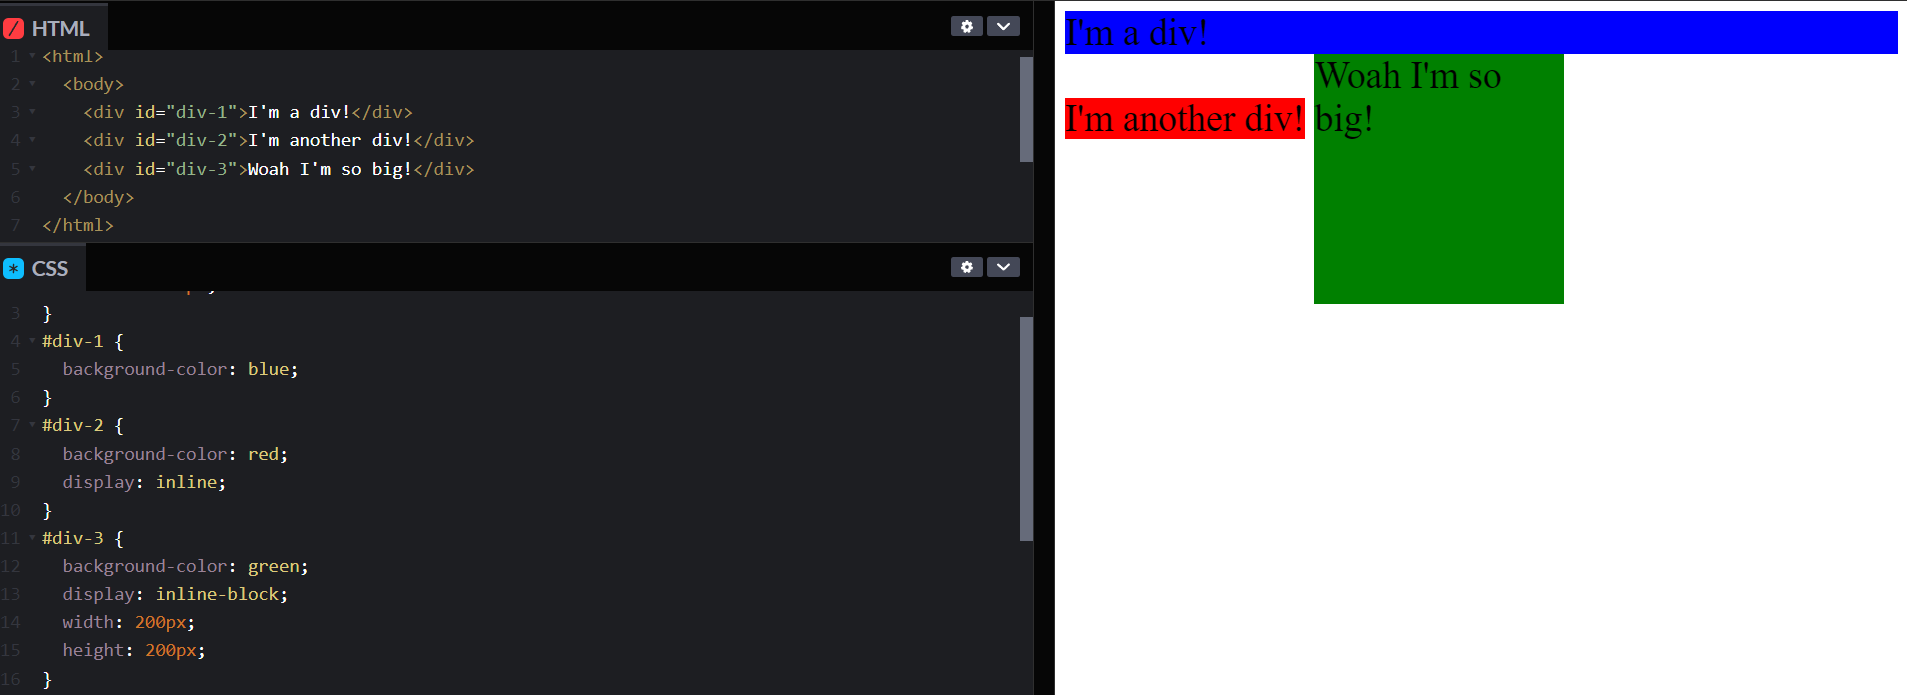 HTML
1 <html>
2 <body>
3 <div id="div-1">I'm a div!</div>
4 <div id="div-2">I'm another div!</div>
5 <div id="div-3">Woah I'm so big!</div>
6 </body>
7 </html>
CSS
3 }
4 #div-1 {
5 background-color: blue;
6 }
7 #div-2 {
8 background-color: red;
9 display: inline;
10 }
11 #div-3 {
12 background-color: green;
13 display: inline-block;
14 width: 200px;
15 height: 200px;
16 }
I'm a div!
I'm another div!
Woah I'm so
big!